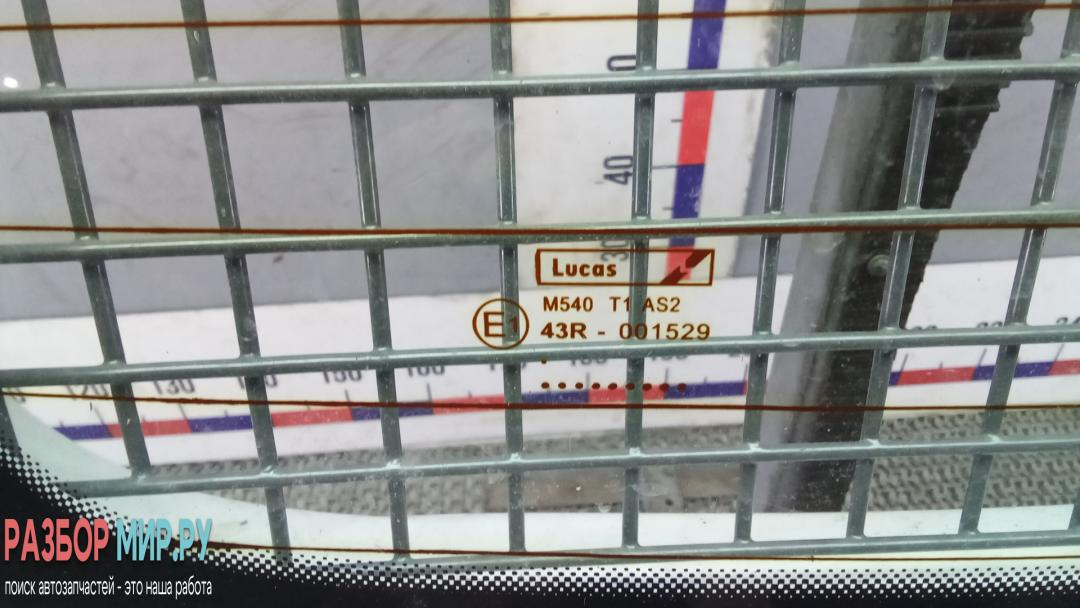 40
Lucas
M540 T1 AS2
E1 43R - 001529
120 130 150
РАЗБОР МИР.РУ
поиск автозапчастей - это наша работа